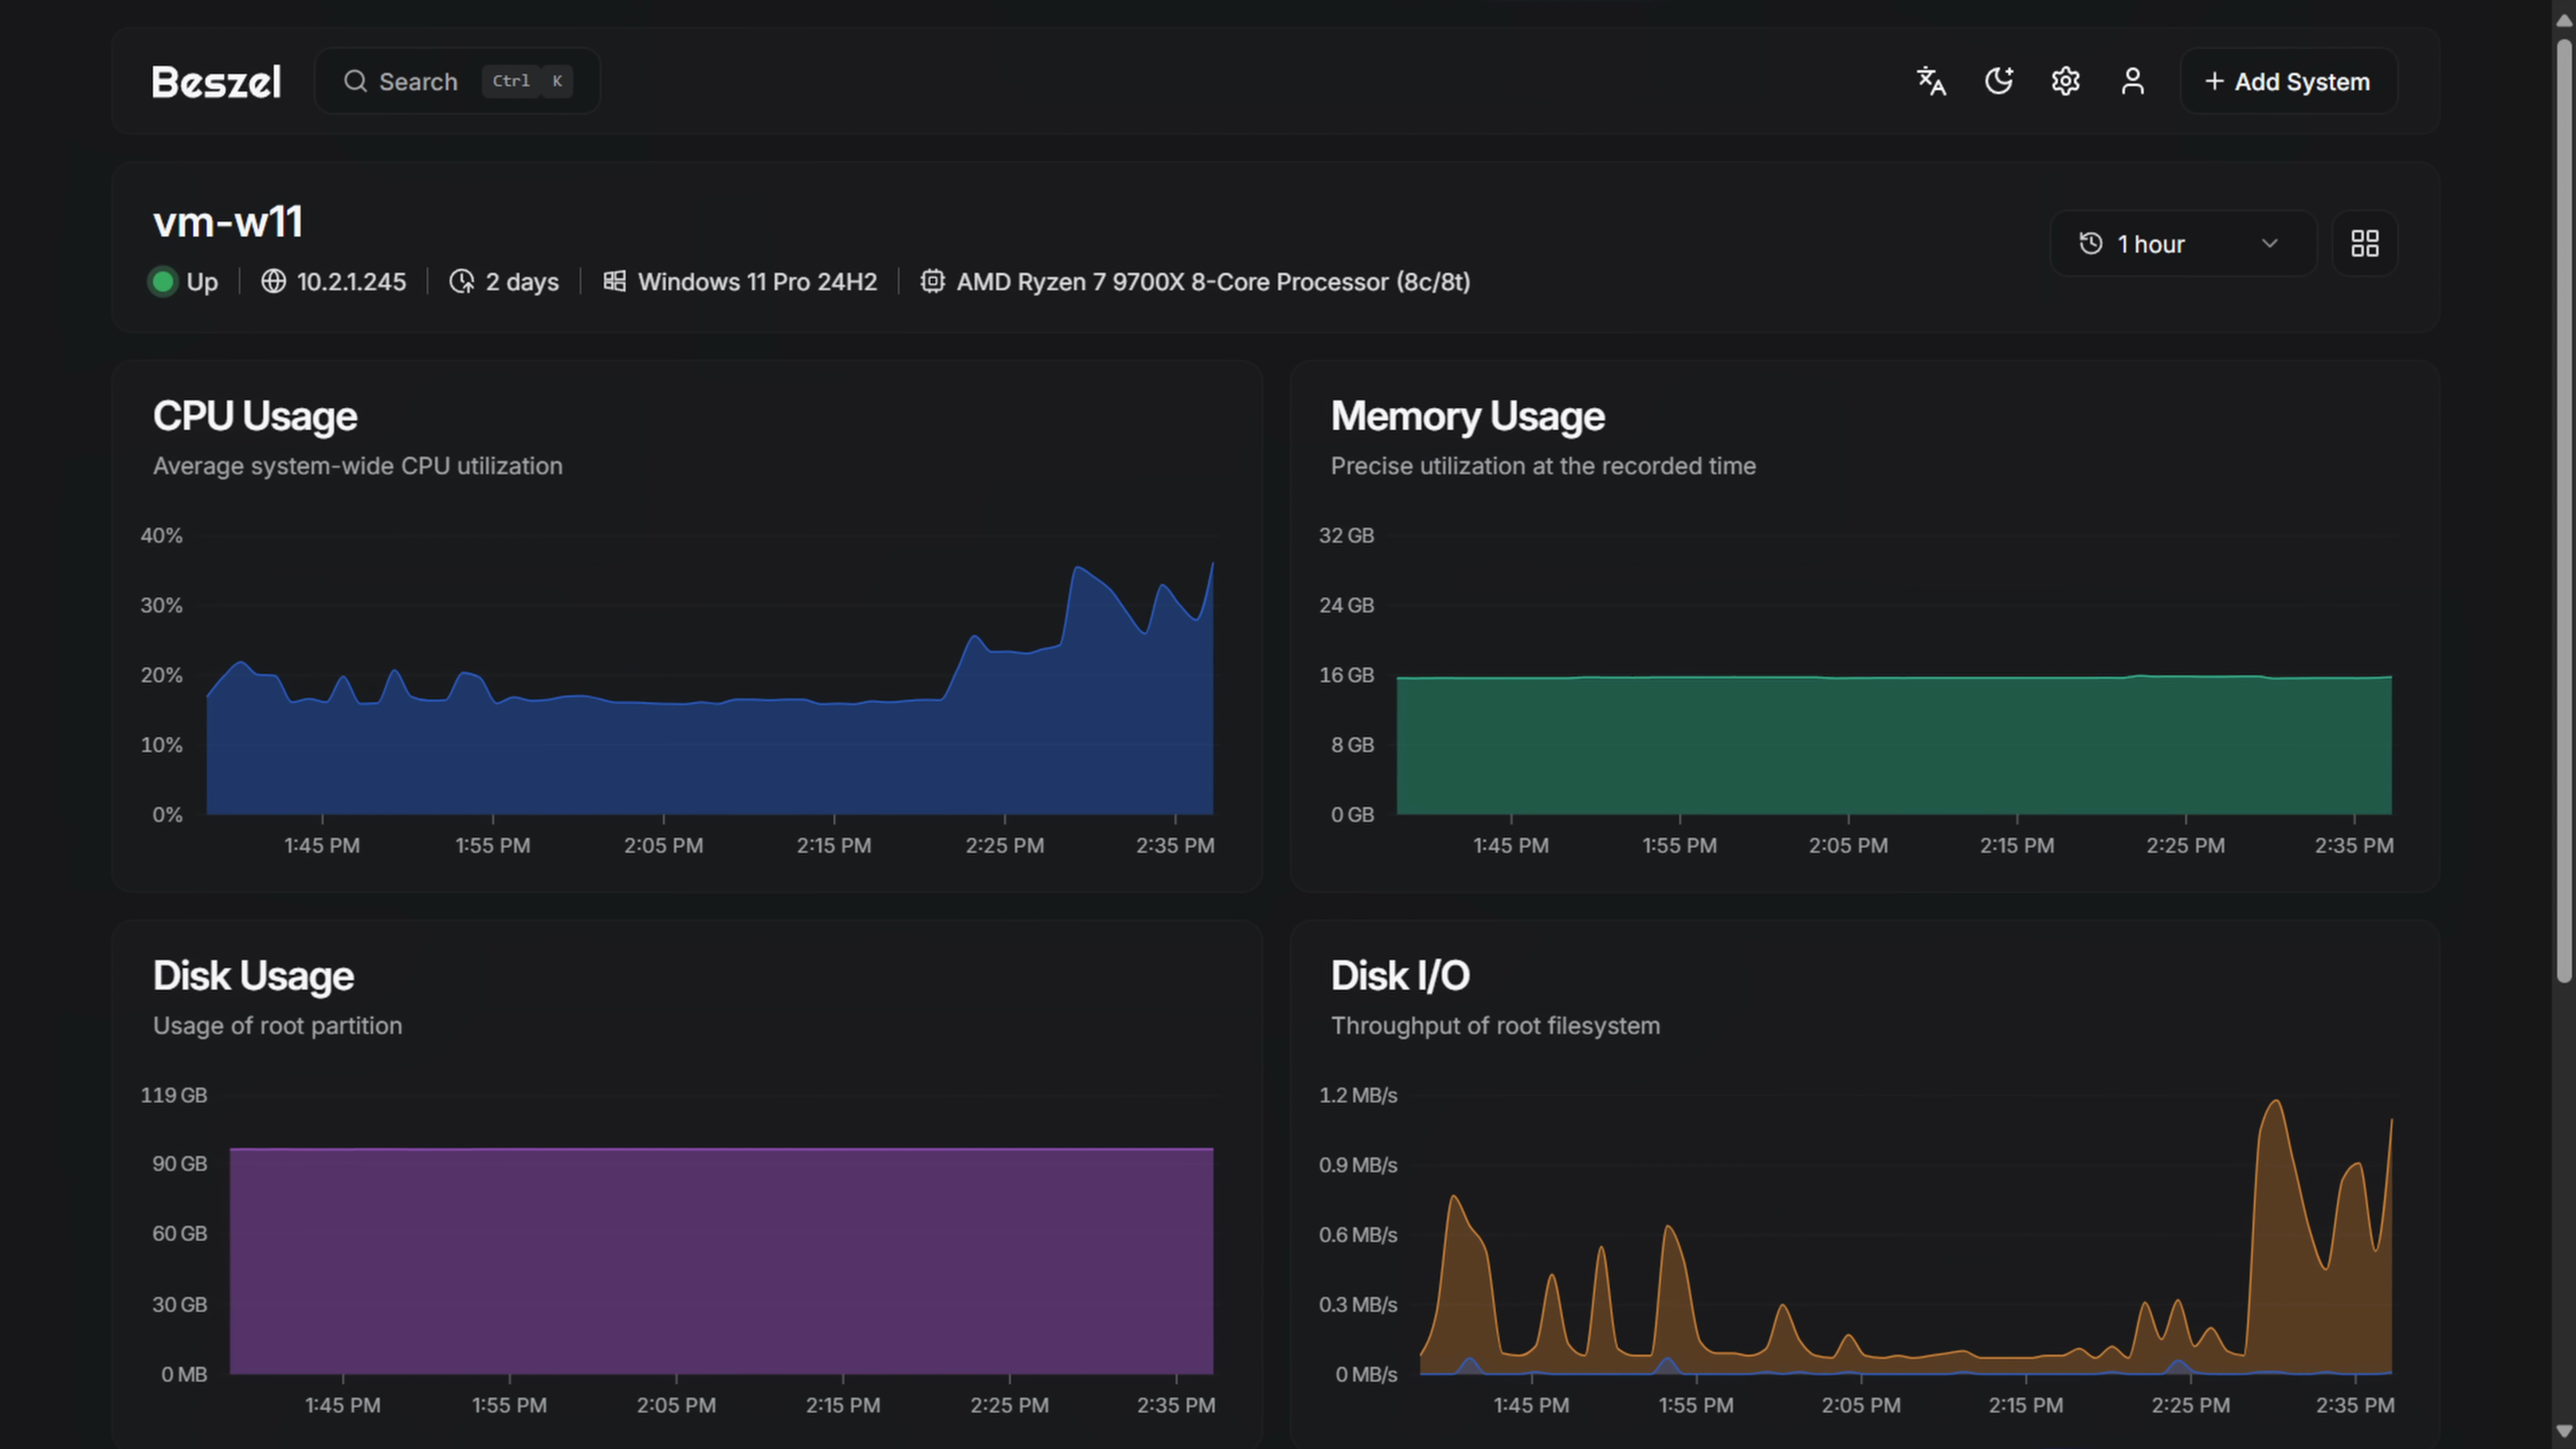 Beszel Search Ctrl K + Add System
vm-w11
Up 10.2.1.245 2 days Windows 11 Pro 24H2 AMD Ryzen 7 9700X 8-Core Processor (8c/8t)
1 hour
CPU Usage
Average system-wide CPU utilization
40%
30%
20%
10%
0%
1:45 PM 1:55 PM 2:05 PM 2:15 PM 2:25 PM 2:35 PM
Memory Usage
Precise utilization at the recorded time
32 GB
24 GB
16 GB
8 GB
0 GB
1:45 PM 1:55 PM 2:05 PM 2:15 PM 2:25 PM 2:35 PM
Disk Usage
Usage of root partition
119 GB
90 GB
60 GB
30 GB
0 MB
1:45 PM 1:55 PM 2:05 PM 2:15 PM 2:25 PM 2:35 PM
Disk I/O
Throughput of root filesystem
1.2 MB/s
0.9 MB/s
0.6 MB/s
0.3 MB/s
0 MB/s
1:45 PM 1:55 PM 2:05 PM 2:15 PM 2:25 PM 2:35 PM